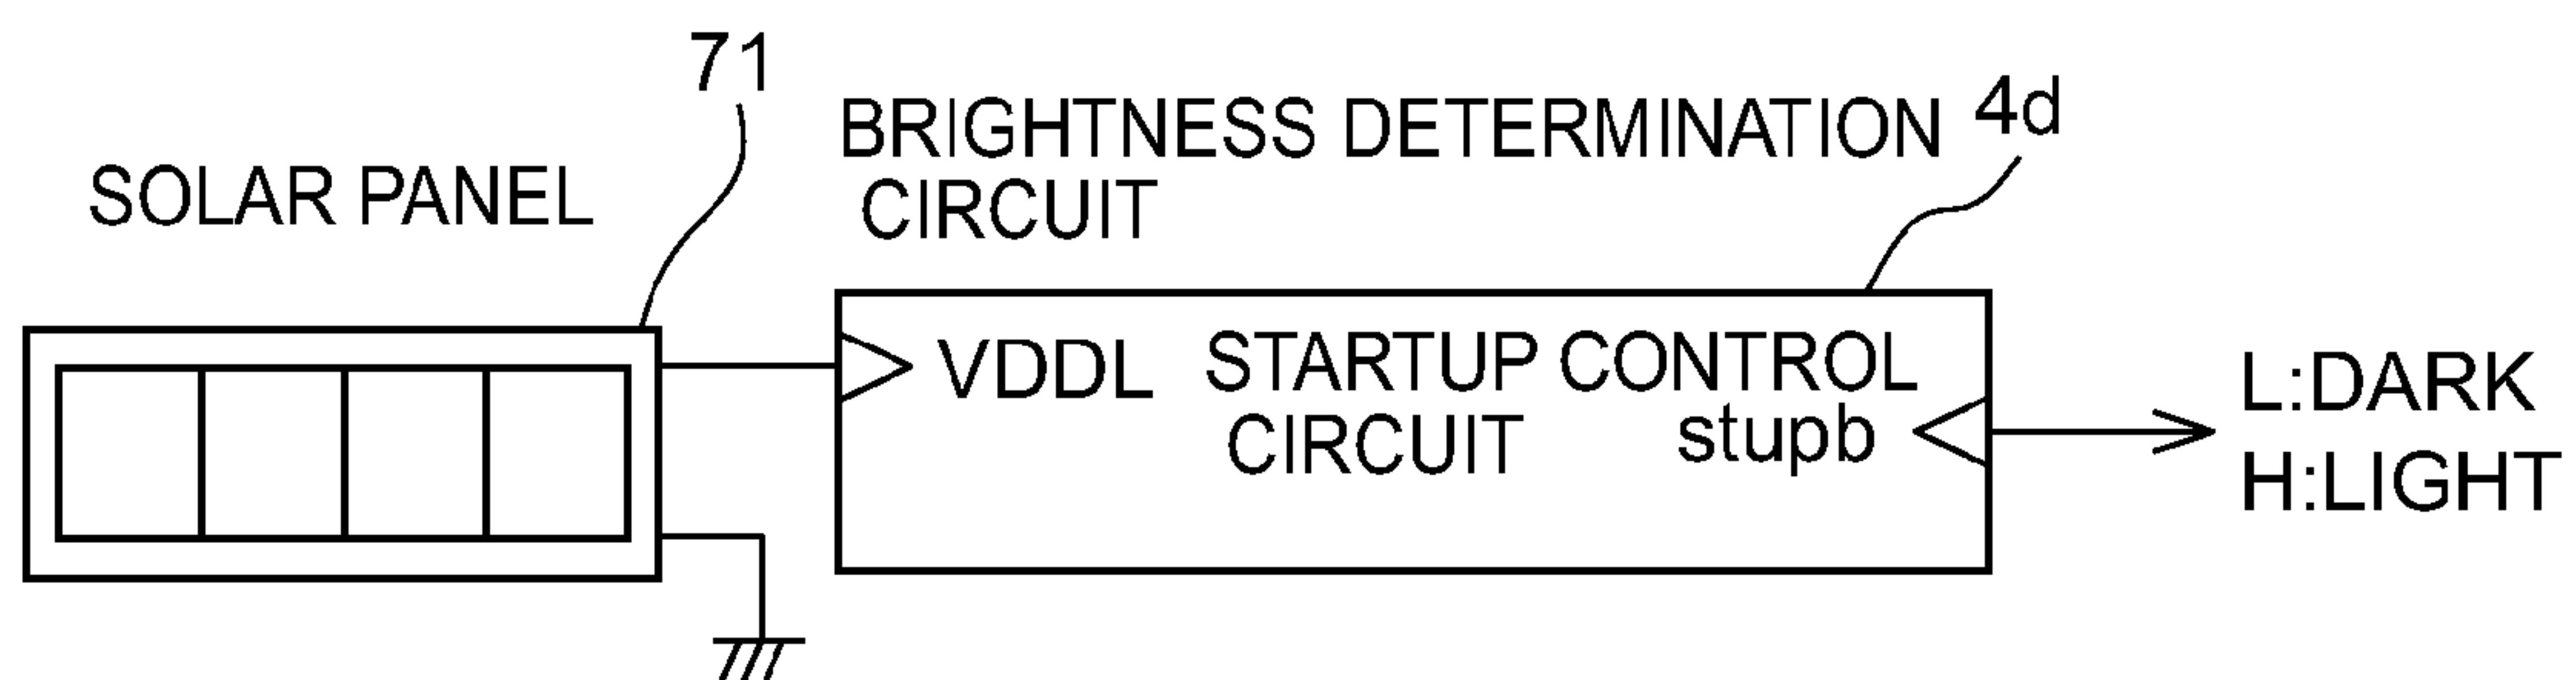 71
BRIGHTNESS DETERMINATION
CIRCUIT
4d
SOLAR PANEL
VDDL
STARTUP CONTROL
CIRCUIT
stupb
L:DARK
H:LIGHT